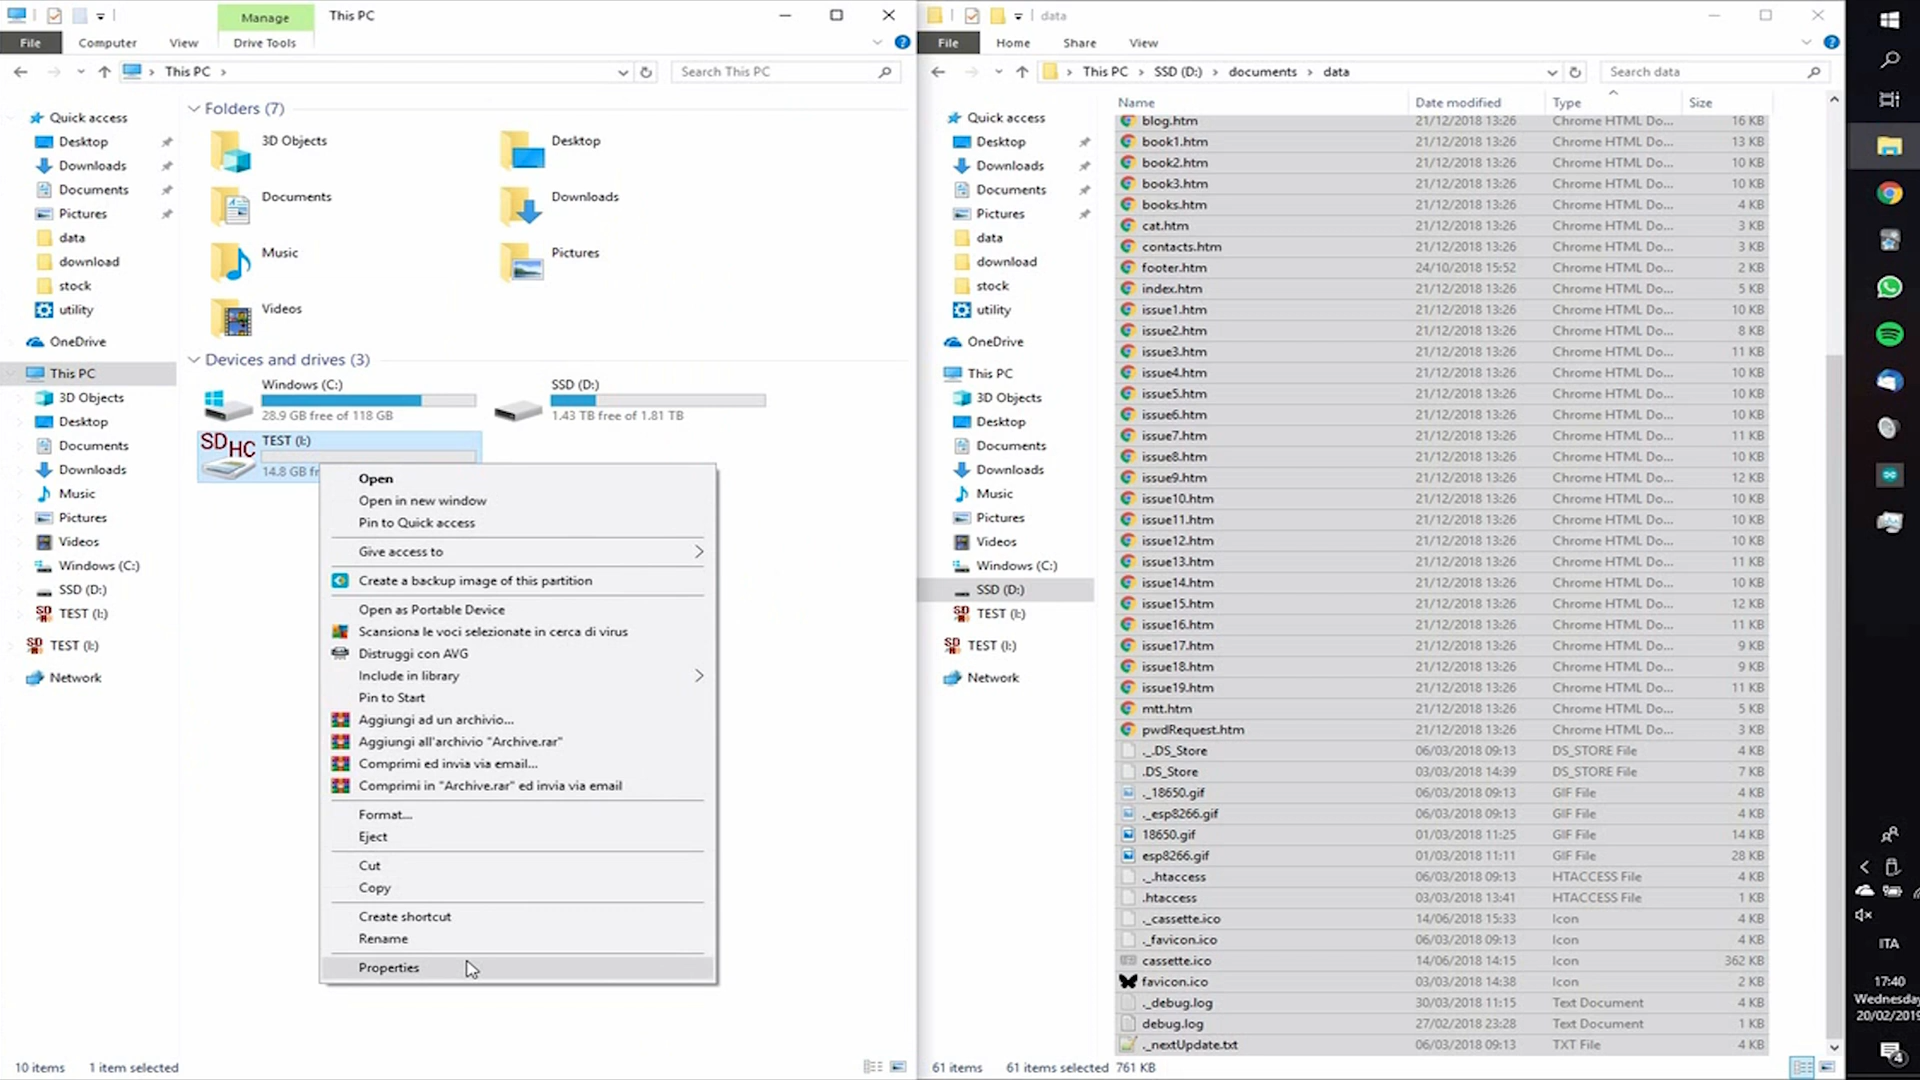 Manage
This PC
File
Computer
View
Drive Tools
This PC
Search This PC
Quick access
Desktop
Downloads
Documents
Pictures
data
download
stock
utility
OneDrive
This PC
3D Objects
Desktop
Documents
Downloads
Music
Pictures
Videos
Windows (C:)
SSD (D:)
TEST (I:)
TEST (I:)
Network
Folders (7)
3D Objects
Desktop
Documents
Downloads
Music
Pictures
Videos
Devices and drives (3)
Windows (C:)
28.9 GB free of 118 GB
SSD (D:)
1.43 TB free of 1.81 TB
SDHC
TEST (I:)
14.8 GB fr
Open
Open in new window
Pin to Quick access
Give access to
Create a backup image of this partition
Open as Portable Device
Scansiona le voci selezionate in cerca di virus
Distruggi con AVG
Include in library
Pin to Start
Aggiungi ad un archivio...
Aggiungi all'archivio "Archive.rar"
Comprimi ed invia via email...
Comprimi in "Archive.rar" ed invia via email
Format...
Eject
Cut
Copy
Create shortcut
Rename
Properties
10 items 1 item selected
data
File
Home
Share
View
This PC SSD (D:) documents data
Search data
Quick access
Desktop
Downloads
Documents
Pictures
data
download
stock
utility
OneDrive
This PC
3D Objects
Desktop
Documents
Downloads
Music
Pictures
Videos
Windows (C:)
SSD (D:)
TEST (I:)
TEST (I:)
Network
Name Date modified Type Size
blog.htm 21/12/2018 13:26 Chrome HTML Do... 16 KB
book1.htm 21/12/2018 13:26 Chrome HTML Do... 13 KB
book2.htm 21/12/2018 13:26 Chrome HTML Do... 10 KB
book3.htm 21/12/2018 13:26 Chrome HTML Do... 10 KB
books.htm 21/12/2018 13:26 Chrome HTML Do... 4 KB
cat.htm 21/12/2018 13:26 Chrome HTML Do... 3 KB
contacts.htm 21/12/2018 13:26 Chrome HTML Do... 3 KB
footer.htm 24/10/2018 15:52 Chrome HTML Do... 2 KB
index.htm 21/12/2018 13:26 Chrome HTML Do... 5 KB
issue1.htm 21/12/2018 13:26 Chrome HTML Do... 10 KB
issue2.htm 21/12/2018 13:26 Chrome HTML Do... 8 KB
issue3.htm 21/12/2018 13:26 Chrome HTML Do... 11 KB
issue4.htm 21/12/2018 13:26 Chrome HTML Do... 10 KB
issue5.htm 21/12/2018 13:26 Chrome HTML Do... 10 KB
issue6.htm 21/12/2018 13:26 Chrome HTML Do... 10 KB
issue7.htm 21/12/2018 13:26 Chrome HTML Do... 11 KB
issue8.htm 21/12/2018 13:26 Chrome HTML Do... 10 KB
issue9.htm 21/12/2018 13:26 Chrome HTML Do... 12 KB
issue10.htm 21/12/2018 13:26 Chrome HTML Do... 10 KB
issue11.htm 21/12/2018 13:26 Chrome HTML Do... 10 KB
issue12.htm 21/12/2018 13:26 Chrome HTML Do... 10 KB
issue13.htm 21/12/2018 13:26 Chrome HTML Do... 11 KB
issue14.htm 21/12/2018 13:26 Chrome HTML Do... 10 KB
issue15.htm 21/12/2018 13:26 Chrome HTML Do... 12 KB
issue16.htm 21/12/2018 13:26 Chrome HTML Do... 11 KB
issue17.htm 21/12/2018 13:26 Chrome HTML Do... 9 KB
issue18.htm 21/12/2018 13:26 Chrome HTML Do... 9 KB
issue19.htm 21/12/2018 13:26 Chrome HTML Do... 11 KB
mtt.htm 21/12/2018 13:26 Chrome HTML Do... 5 KB
pwdRequest.htm 21/12/2018 13:26 Chrome HTML Do... 3 KB
._.DS_Store 06/03/2018 09:13 DS_STORE File 4 KB
.DS_Store 03/03/2018 14:39 DS_STORE File 7 KB
._18650.gif 06/03/2018 09:13 GIF File 4 KB
._esp8266.gif 06/03/2018 09:13 GIF File 4 KB
18650.gif 01/03/2018 11:25 GIF File 14 KB
esp8266.gif 01/03/2018 11:11 GIF File 28 KB
._.htaccess 06/03/2018 09:13 HTACCESS File 4 KB
.htaccess 03/03/2018 13:41 HTACCESS File 1 KB
._cassette.ico 14/06/2018 15:33 Icon 4 KB
._favicon.ico 06/03/2018 09:13 Icon 4 KB
cassette.ico 14/06/2018 14:15 Icon 362 KB
favicon.ico 03/03/2018 14:38 Icon 2 KB
._debug.log 30/03/2018 11:15 Text Document 4 KB
debug.log 27/02/2018 23:28 Text Document 1 KB
._nextUpdate.txt 06/03/2018 09:13 TXT File 4 KB
61 items 61 items selected 761 KB
ITA
17:40
Wednesday
20/02/2019
4